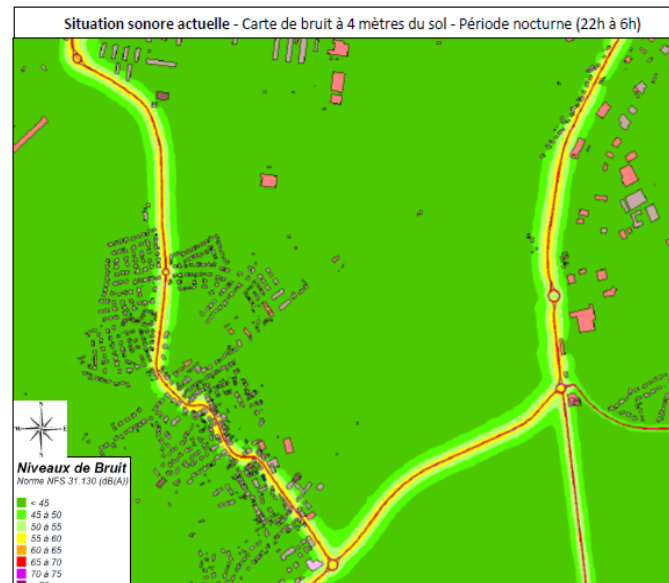 Situation sonore actuelle - Carte de bruit à 4 mètres du sol - Période nocturne (22h à 6h)
N
W E
S
Niveaux de Bruit
Norme NFS 31.130 (dB(A))
< 45
45 à 50
50 à 55
55 à 60
60 à 65
65 à 70
70 à 75